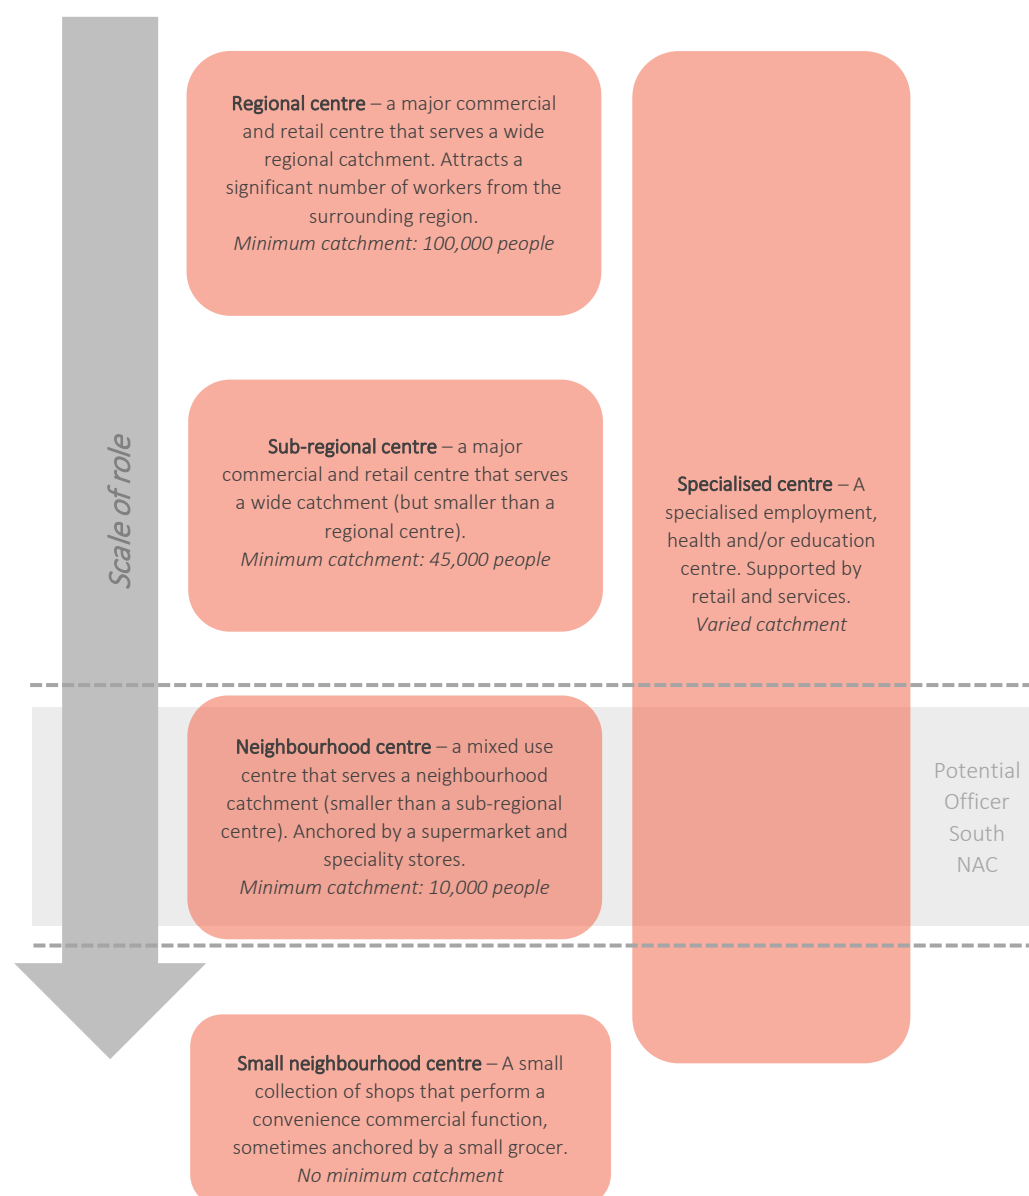 Scale of role
Regional centre – a major commercial
and retail centre that serves a wide
regional catchment. Attracts a
significant number of workers from the
surrounding region.
Minimum catchment: 100,000 people
Sub-regional centre – a major
commercial and retail centre that serves
a wide catchment (but smaller than a
regional centre).
Minimum catchment: 45,000 people
Specialised centre – A
specialised employment,
health and/or education
centre. Supported by
retail and services.
Varied catchment
Neighbourhood centre – a mixed use
centre that serves a neighbourhood
catchment (smaller than a sub-regional
centre). Anchored by a supermarket and
speciality stores.
Minimum catchment: 10,000 people
Potential
Officer
South
NAC
Small neighbourhood centre – A small
collection of shops that perform a
convenience commercial function,
sometimes anchored by a small grocer.
No minimum catchment